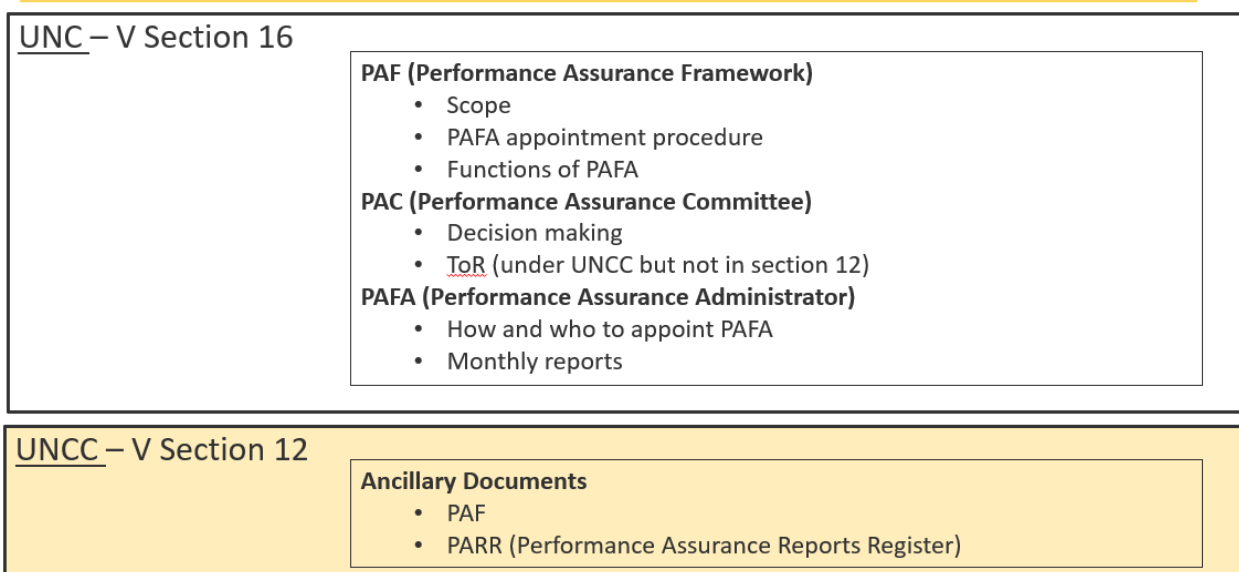 UNC – V Section 16
PAF (Performance Assurance Framework)
• Scope
• PAFA appointment procedure
• Functions of PAFA
PAC (Performance Assurance Committee)
• Decision making
• ToR (under UNCC but not in section 12)
PAFA (Performance Assurance Administrator)
• How and who to appoint PAFA
• Monthly reports
UNCC – V Section 12
Ancillary Documents
• PAF
• PARR (Performance Assurance Reports Register)